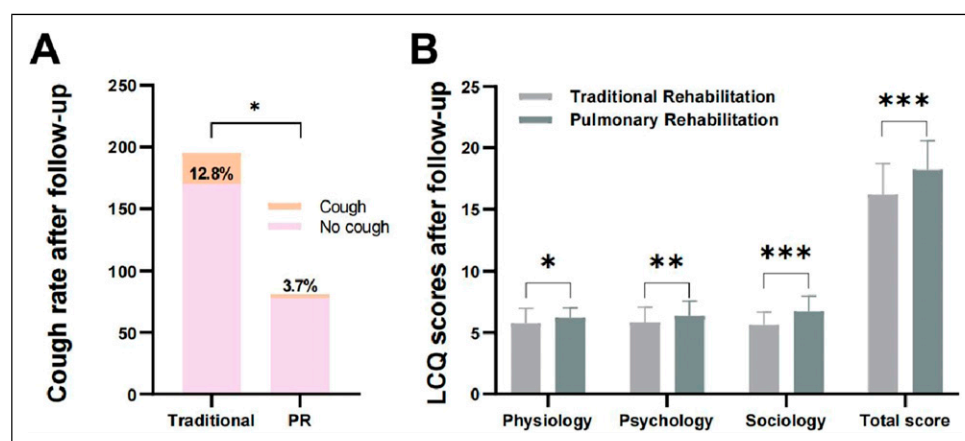 A
Cough rate after follow-up
250
200
150
100
50
0
*
12.8%
3.7%
Cough
No cough
Traditional
PR
B
LCQ scores after follow-up
25
20
15
10
5
0
Traditional Rehabilitation
Pulmonary Rehabilitation
*
**
***
***
Physiology
Psychology
Sociology
Total score